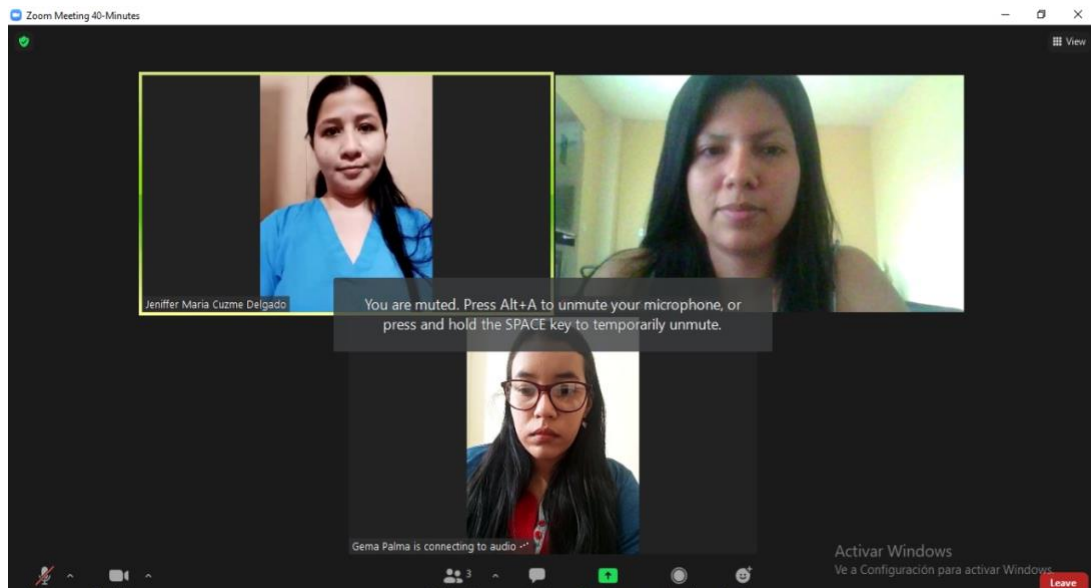 Zoom Meeting 40-Minutes
View
Jeniffer Maria Cuzme Delgado
You are muted. Press Alt+A to unmute your microphone, or
press and hold the SPACE key to temporarily unmute.
Gema Palma is connecting to audio
3
Activar Windows
Ve a Configuración para activar Windows.
Leave